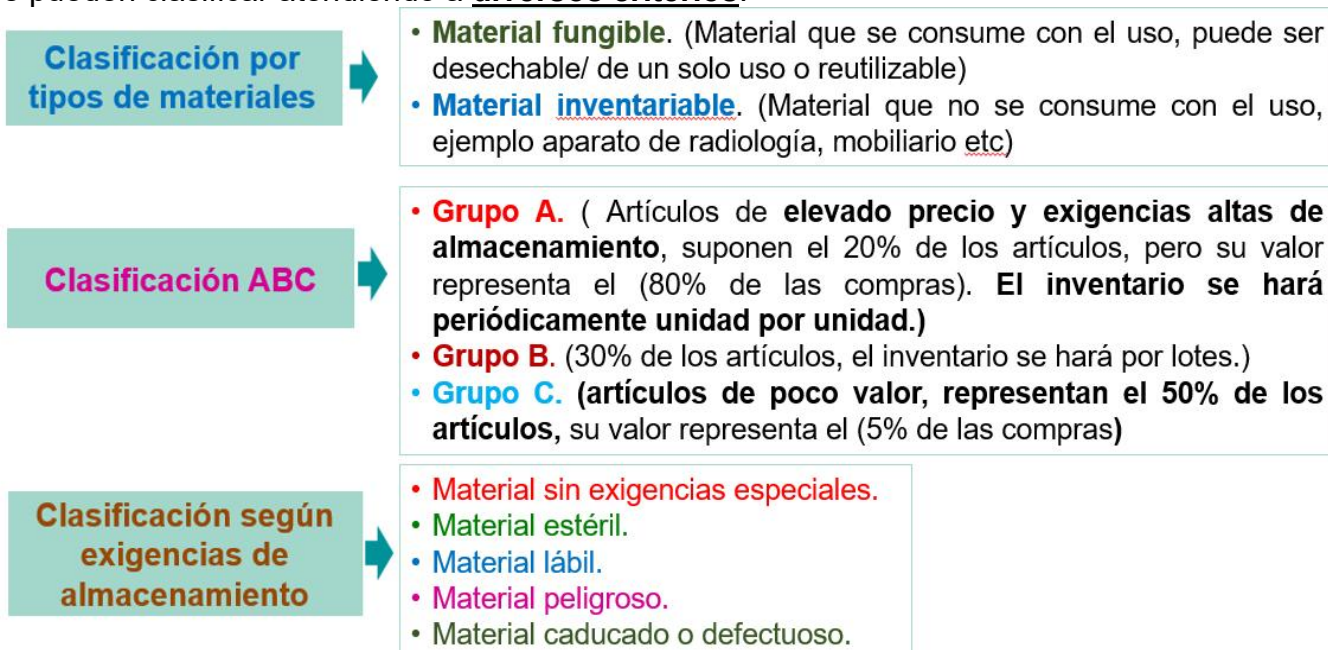 pueden clasificar atendiendo a diversos criterios.
Clasificación por
tipos de materiales
• Material fungible. (Material que se consume con el uso, puede ser
desechable/ de un solo uso o reutilizable)
• Material inventariable. (Material que no se consume con el uso,
ejemplo aparato de radiología, mobiliario etc)
Clasificación ABC
• Grupo A. ( Artículos de elevado precio y exigencias altas de
almacenamiento, suponen el 20% de los artículos, pero su valor
representa el (80% de las compras). El inventario se hará
periódicamente unidad por unidad.)
• Grupo B. (30% de los artículos, el inventario se hará por lotes.)
• Grupo C. (artículos de poco valor, representan el 50% de los
artículos, su valor representa el (5% de las compras)
Clasificación según
exigencias de
almacenamiento
• Material sin exigencias especiales.
• Material estéril.
• Material lábil.
• Material peligroso.
• Material caducado o defectuoso.